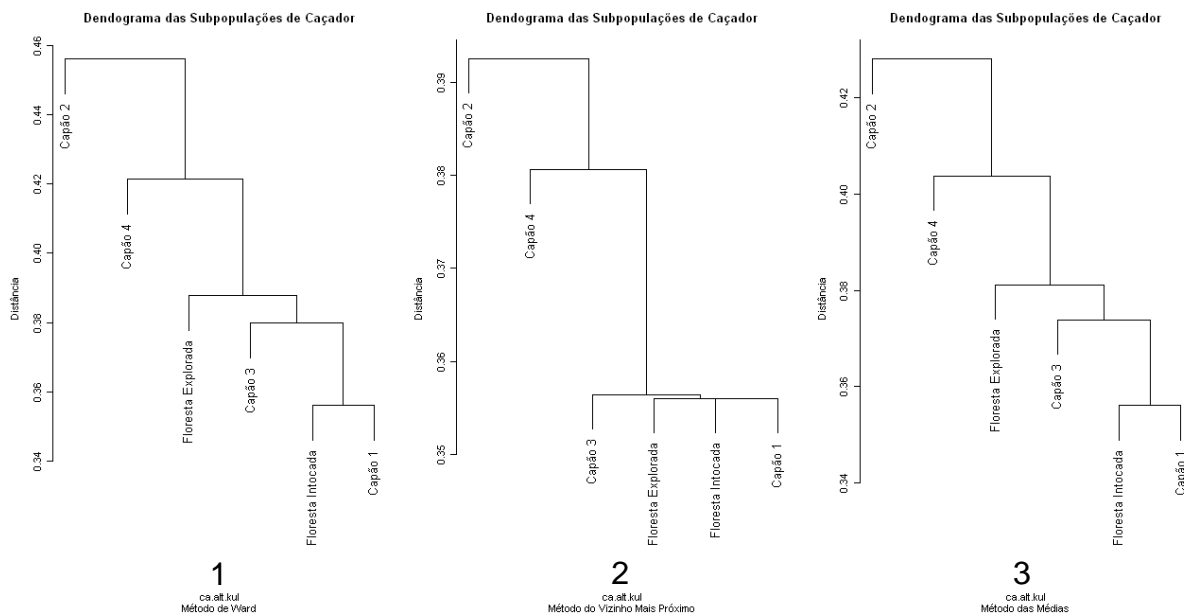 Dendograma das Subpopulações de Caçador
Distância
0.46
0.44
0.42
0.40
0.38
0.36
0.34
Capão 2
Capão 4
Floresta Explorada
Capão 3
Floresta Intocada
Capão 1
1
ca.alt.kul
Método de Ward
Dendograma das Subpopulações de Caçador
Distância
0.39
0.38
0.37
0.36
0.35
Capão 2
Capão 4
Capão 3
Floresta Explorada
Floresta Intocada
Capão 1
2
ca.alt.kul
Método do Vizinho Mais Próximo
Dendograma das Subpopulações de Caçador
Distância
0.42
0.40
0.38
0.36
0.34
Capão 2
Capão 4
Floresta Explorada
Capão 3
Floresta Intocada
Capão 1
3
ca.alt.kul
Método das Médias